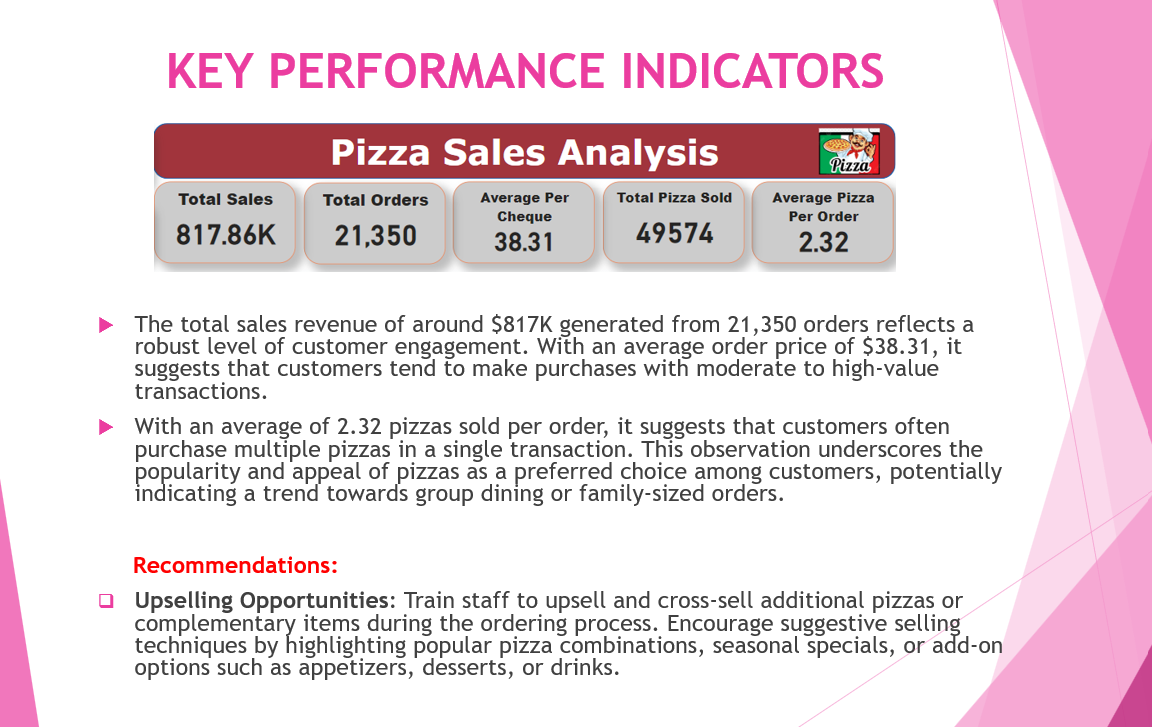 KEY PERFORMANCE INDICATORS
Pizza Sales Analysis
Pizza
Total Sales
817.86K
Total Orders
21,350
Average Per
Cheque
38.31
Total Pizza Sold
49574
Average Pizza
Per Order
2.32
The total sales revenue of around $817K generated from 21,350 orders reflects a
robust level of customer engagement. With an average order price of $38.31, it
suggests that customers tend to make purchases with moderate to high-value
transactions.
With an average of 2.32 pizzas sold per order, it suggests that customers often
purchase multiple pizzas in a single transaction. This observation underscores the
popularity and appeal of pizzas as a preferred choice among customers, potentially
indicating a trend towards group dining or family-sized orders.
Recommendations:
Upselling Opportunities: Train staff to upsell and cross-sell additional pizzas or
complementary items during the ordering process. Encourage suggestive selling
techniques by highlighting popular pizza combinations, seasonal specials, or add-on
options such as appetizers, desserts, or drinks.